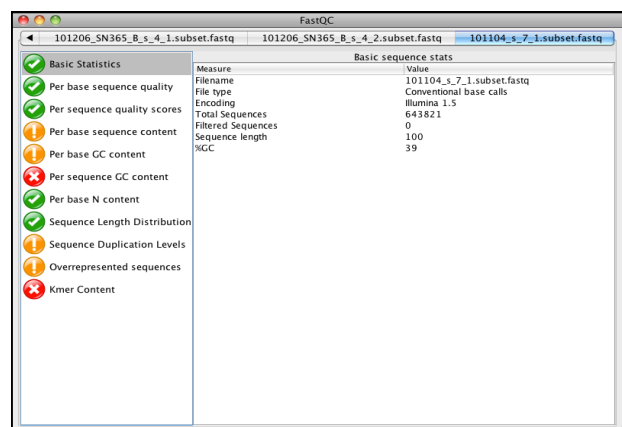 FastQC
101206_SN365_B_s_4_1.subset.fastq 101206_SN365_B_s_4_2.subset.fastq 101104_s_7_1.subset.fastq
Basic Statistics
Per base sequence quality
Per sequence quality scores
Per base sequence content
Per base GC content
Per sequence GC content
Per base N content
Sequence Length Distribution
Sequence Duplication Levels
Overrepresented sequences
Kmer Content
Basic sequence stats
Measure Value
Filename 101104_s_7_1.subset.fastq
File type Conventional base calls
Encoding Illumina 1.5
Total Sequences 643821
Filtered Sequences 0
Sequence length 100
%GC 39